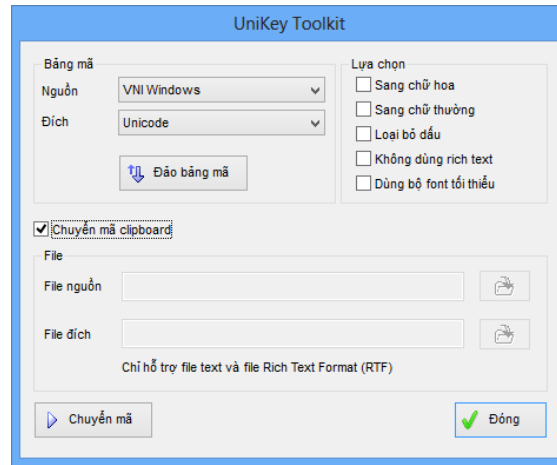 UniKey Toolkit
Bảng mã
Nguồn
VNI Windows
Đích
Unicode
Đảo bảng mã
Lựa chọn
Sang chữ hoa
Sang chữ thường
Loại bỏ dấu
Không dùng rich text
Dùng bộ font tối thiểu
Chuyển mã clipboard
File
File nguồn
File đích
Chỉ hỗ trợ file text và file Rich Text Format (RTF)
Chuyển mã
Đóng